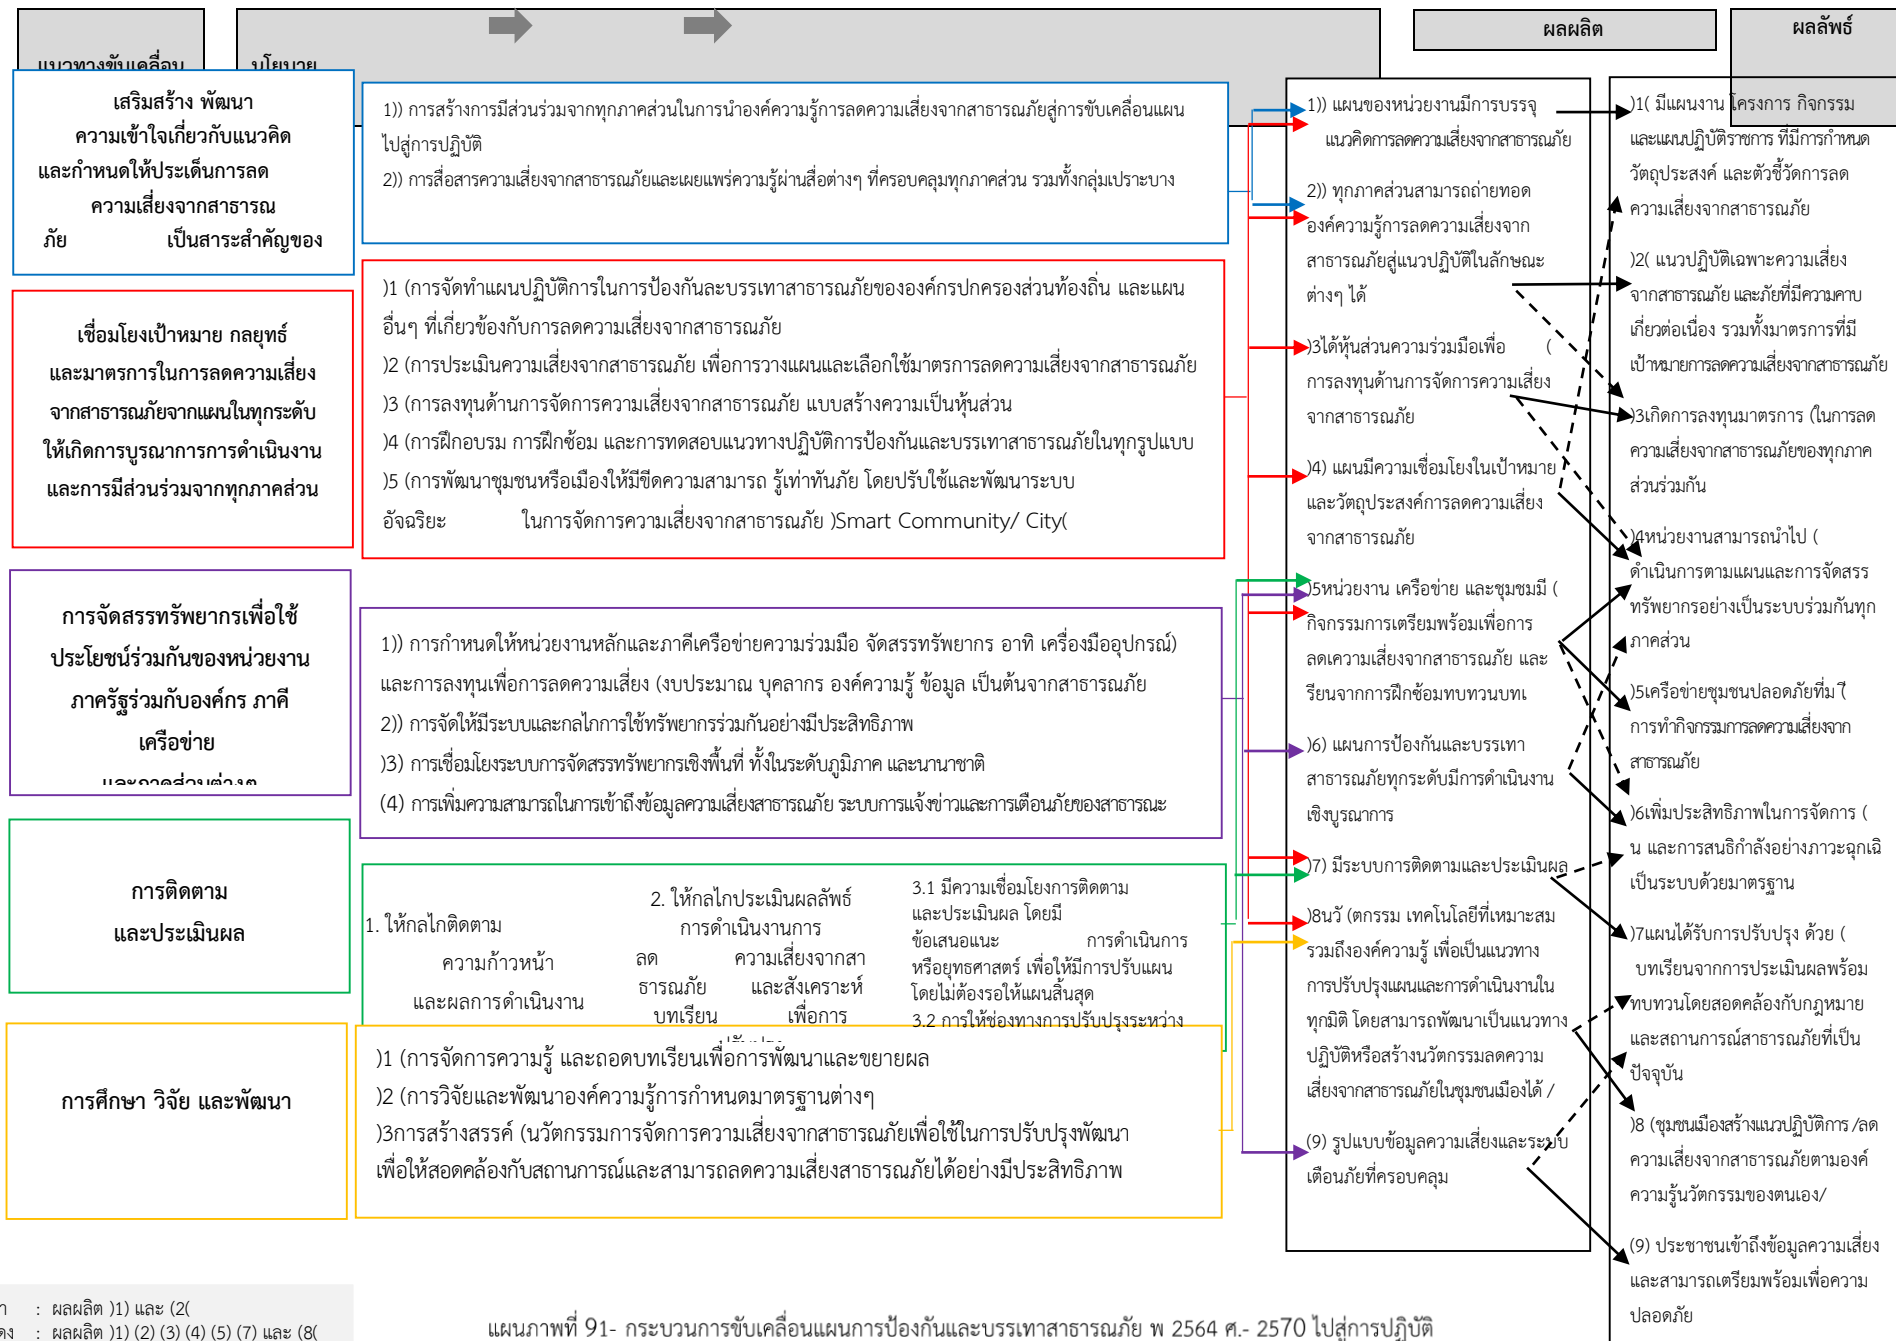 แนวทางขับเคลื่อน
นโยบาย
ผลผลิต
ผลลัพธ์
เสริมสร้าง พัฒนา
ความเข้าใจเกี่ยวกับแนวคิด
และกำหนดให้ประเด็นการลด
ความเสี่ยงจากสาธารณ
ภัย เป็นสาระสำคัญของ
1)) การสร้างการมีส่วนร่วมจากทุกภาคส่วนในการนำองค์ความรู้การลดความเสี่ยงจากสาธารณภัยสู่การขับเคลื่อนแผน
ไปสู่การปฏิบัติ
2)) การสื่อสารความเสี่ยงจากสาธารณภัยและเผยแพร่ความรู้ผ่านสื่อต่างๆ ที่ครอบคลุมทุกภาคส่วน รวมทั้งกลุ่มเปราะบาง
เชื่อมโยงเป้าหมาย กลยุทธ์
และมาตรการในการลดความเสี่ยง
จากสาธารณภัยจากแผนในทุกระดับ
ให้เกิดการบูรณาการการดำเนินงาน
และการมีส่วนร่วมจากทุกภาคส่วน
)1 (การจัดทำแผนปฏิบัติการในการป้องกันละบรรเทาสาธารณภัยขององค์กรปกครองส่วนท้องถิ่น และแผน
อื่นๆ ที่เกี่ยวข้องกับการลดความเสี่ยงจากสาธารณภัย
)2 (การประเมินความเสี่ยงจากสาธารณภัย เพื่อการวางแผนและเลือกใช้มาตรการลดความเสี่ยงจากสาธารณภัย
)3 (การลงทุนด้านการจัดการความเสี่ยงจากสาธารณภัย แบบสร้างความเป็นหุ้นส่วน
)4 (การฝึกอบรม การฝึกซ้อม และการทดสอบแนวทางปฏิบัติการป้องกันและบรรเทาสาธารณภัยในทุกรูปแบบ
)5 (การพัฒนาชุมชนหรือเมืองให้มีขีดความสามารถ รู้เท่าทันภัย โดยปรับใช้และพัฒนาระบบ
อัจฉริยะ ในการจัดการความเสี่ยงจากสาธารณภัย )Smart Community/ City(
การจัดสรรทรัพยากรเพื่อใช้
ประโยชน์ร่วมกันของหน่วยงาน
ภาครัฐร่วมกับองค์กร ภาคี
เครือข่าย
และภาคส่วนต่างๆ
1)) การกำหนดให้หน่วยงานหลักและภาคีเครือข่ายความร่วมมือ จัดสรรทรัพยากร อาทิ เครื่องมืออุปกรณ์)
และการลงทุนเพื่อการลดความเสี่ยง (งบประมาณ บุคลากร องค์ความรู้ ข้อมูล เป็นต้นจากสาธารณภัย
2)) การจัดให้มีระบบและกลไกการใช้ทรัพยากรร่วมกันอย่างมีประสิทธิภาพ
)3) การเชื่อมโยงระบบการจัดสรรทรัพยากรเชิงพื้นที่ ทั้งในระดับภูมิภาค และนานาชาติ
(4) การเพิ่มความสามารถในการเข้าถึงข้อมูลความเสี่ยงสาธารณภัย ระบบการแจ้งข่าวและการเตือนภัยของสาธารณะ
การติดตาม
และประเมินผล
1. ให้กลไกติดตาม
ความก้าวหน้า
และผลการดำเนินงาน
2. ให้กลไกประเมินผลลัพธ์
การดำเนินงานการ
ลด ความเสี่ยงจากสา
ธารณภัย และสังเคราะห์
บทเรียน เพื่อการ
3.1 มีความเชื่อมโยงการติดตาม
และประเมินผล โดยมี
ข้อเสนอแนะ การดำเนินการ
หรือยุทธศาสตร์ เพื่อให้มีการปรับแผน
โดยไม่ต้องรอให้แผนสิ้นสุด
3.2 การให้ช่องทางการปรับปรุงระหว่าง
การศึกษา วิจัย และพัฒนา
)1 (การจัดการความรู้ และถอดบทเรียนเพื่อการพัฒนาและขยายผล
)2 (การวิจัยและพัฒนาองค์ความรู้การกำหนดมาตรฐานต่างๆ
)3การสร้างสรรค์ (นวัตกรรมการจัดการความเสี่ยงจากสาธารณภัยเพื่อใช้ในการปรับปรุงพัฒนา
เพื่อให้สอดคล้องกับสถานการณ์และสามารถลดความเสี่ยงสาธารณภัยได้อย่างมีประสิทธิภาพ
1)) แผนของหน่วยงานมีการบรรจุ
แนวคิดการลดความเสี่ยงจากสาธารณภัย
2)) ทุกภาคส่วนสามารถถ่ายทอด
องค์ความรู้การลดความเสี่ยงจาก
สาธารณภัยสู่แนวปฏิบัติในลักษณะ
ต่างๆ ได้
)3ได้หุ้นส่วนความร่วมมือเพื่อ (
การลงทุนด้านการจัดการความเสี่ยง
จากสาธารณภัย
)4) แผนมีความเชื่อมโยงในเป้าหมาย
และวัตถุประสงค์การลดความเสี่ยง
จากสาธารณภัย
)5หน่วยงาน เครือข่าย และชุมชมมี (
กิจกรรมการเตรียมพร้อมเพื่อการ
ลดเความเสี่ยงจากสาธารณภัย และ
รียนจากการฝึกซ้อมทบทวนบทเ
)6) แผนการป้องกันและบรรเทา
สาธารณภัยทุกระดับมีการดำเนินงาน
เชิงบูรณาการ
)7) มีระบบการติดตามและประเมินผล
)8นวั (ตกรรม เทคโนโลยีที่เหมาะสม
รวมถึงองค์ความรู้ เพื่อเป็นแนวทาง
การปรับปรุงแผนและการดำเนินงานใน
ทุกมิติ โดยสามารถพัฒนาเป็นแนวทาง
ปฏิบัติหรือสร้างนวัตกรรมลดความ
เสี่ยงจากสาธารณภัยในชุมชนเมืองได้ /
(9) รูปแบบข้อมูลความเสี่ยงและระบบ
เตือนภัยที่ครอบคลุม
)1( มีแผนงาน โครงการ กิจกรรม
และแผนปฏิบัติราชการ ที่มีการกำหนด
วัตถุประสงค์ และตัวชี้วัดการลด
ความเสี่ยงจากสาธารณภัย
)2( แนวปฏิบัติเฉพาะความเสี่ยง
จากสาธารณภัย และภัยที่มีความคาบ
เกี่ยวต่อเนื่อง รวมทั้งมาตรการที่มี
เป้าหมายการลดความเสี่ยงจากสาธารณภัย
)3เกิดการลงทุนมาตรการ (ในการลด
ความเสี่ยงจากสาธารณภัยของทุกภาค
ส่วนร่วมกัน
)4หน่วยงานสามารถนำไป (
ดำเนินการตามแผนและการจัดสรร
ทรัพยากรอย่างเป็นระบบร่วมกันทุก
ภาคส่วน
)5เครือข่ายชุมชนปลอดภัยที่ม (ี
การทำกิจกรรมการลดความเสี่ยงจาก
สาธารณภัย
)6เพิ่มประสิทธิภาพในการจัดการ (
น และการสนธิกำลังอย่างภาวะฉุกเฉิ
เป็นระบบด้วยมาตรฐาน
)7แผนได้รับการปรับปรุง ด้วย (
บทเรียนจากการประเมินผลพร้อม
ทบทวนโดยสอดคล้องกับกฎหมาย
และสถานการณ์สาธารณภัยที่เป็น
ปัจจุบัน
)8 (ชุมชนเมืองสร้างแนวปฏิบัติการ /ลด
ความเสี่ยงจากสาธารณภัยตามองค์
ความรู้นวัตกรรมของตนเอง/
(9) ประชาชนเข้าถึงข้อมูลความเสี่ยง
และสามารถเตรียมพร้อมเพื่อความ
ปลอดภัย
: ผลผลิต )1) และ (2(
: ผลผลิต )1) (2) (3) (4) (5) (7) และ (8(
แผนภาพที่ 91- กระบวนการขับเคลื่อนแผนการป้องกันและบรรเทาสาธารณภัย พ 2564 ศ.- 2570 ไปสู่การปฏิบัติ